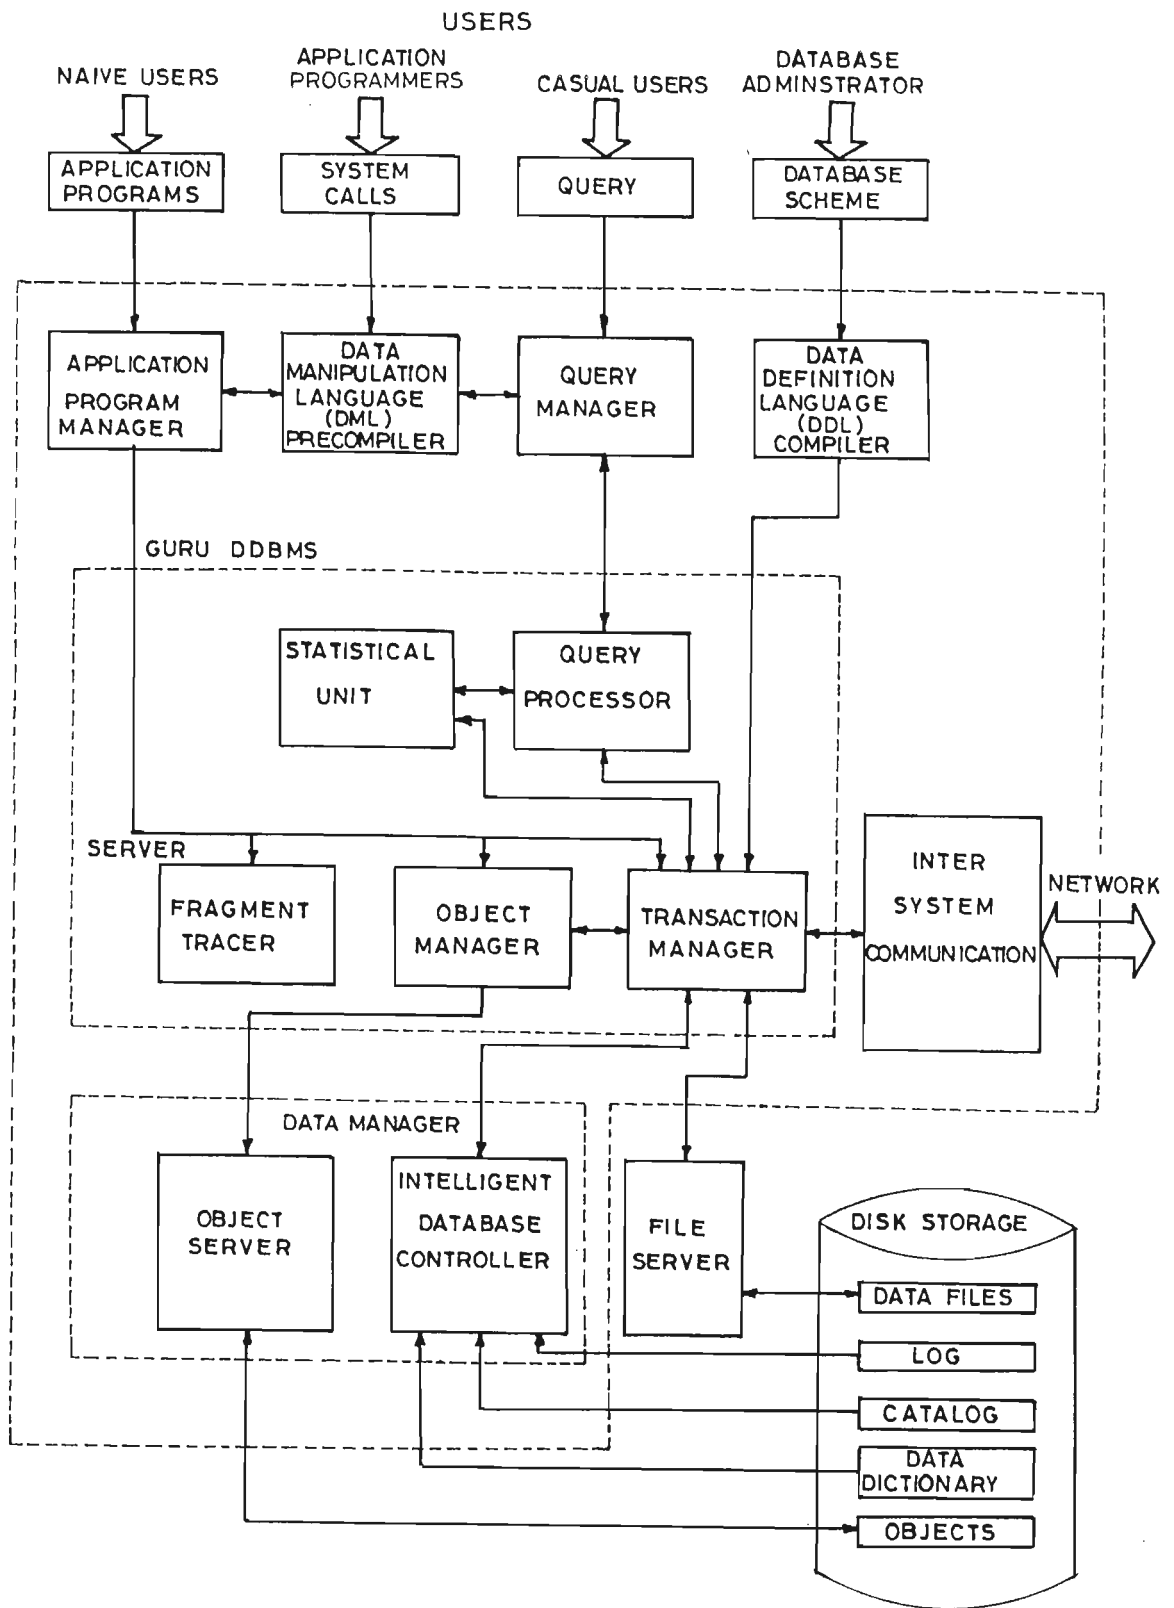 USERS
NAIVE USERS
APPLICATION
PROGRAMMERS
CASUAL USERS
DATABASE
ADMINSTRATOR
APPLICATION
PROGRAMS
SYSTEM
CALLS
QUERY
DATABASE
SCHEME
APPLICATION
PROGRAM
MANAGER
DATA
MANIPULATION
LANGUAGE
(DML)
PRECOMPILER
QUERY
MANAGER
DATA
DEFINITION
LANGUAGE
(DDL)
COMPILER
GURU DDBMS
STATISTICAL
UNIT
QUERY
PROCESSOR
SERVER
FRAGMENT
TRACER
OBJECT
MANAGER
TRANSACTION
MANAGER
INTER
SYSTEM
COMMUNICATION
NETWORK
DATA MANAGER
OBJECT
SERVER
INTELLIGENT
DATABASE
CONTROLLER
FILE
SERVER
DISK STORAGE
DATA FILES
LOG
CATALOG
DATA
DICTIONARY
OBJECTS